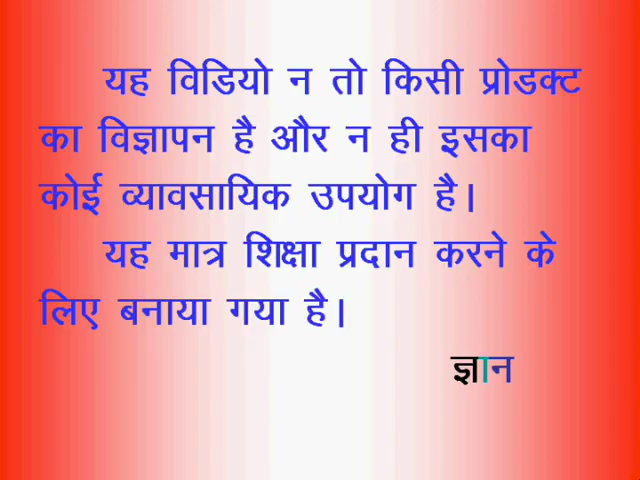 यह विडियो न तो किसी प्रोडक्ट
का विज्ञापन है और न ही इसका
कोई व्यावसायिक उपयोग है।
यह मात्र शिक्षा प्रदान करने के
लिए बनाया गया है।
ज्ञान